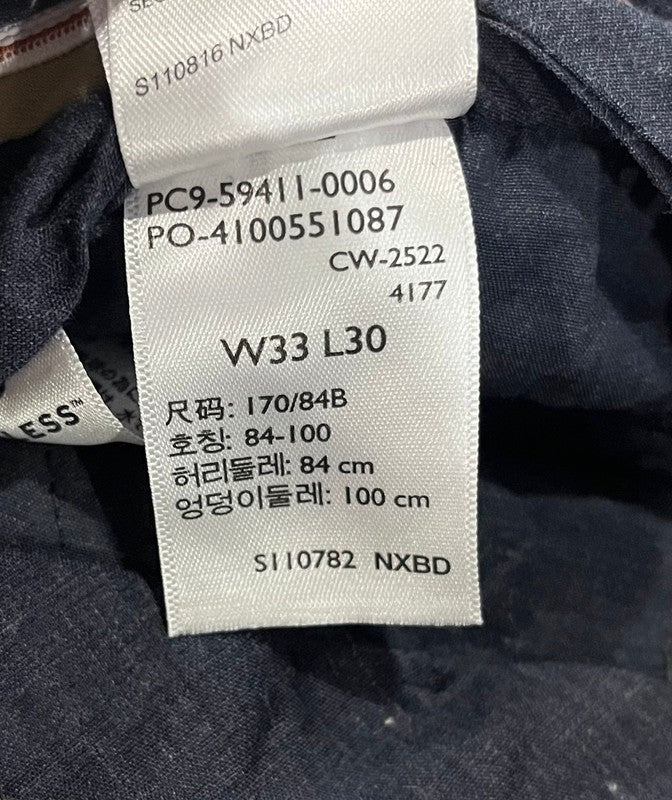 S110816 NXBD
PC9-59411-0006
PO-4100551087
CW-2522
4177
W33 L30
尺码: 170/84B
호칭: 84-100
허리둘레: 84 cm
엉덩이둘레: 100 cm
S110782 NXBD
ESS™